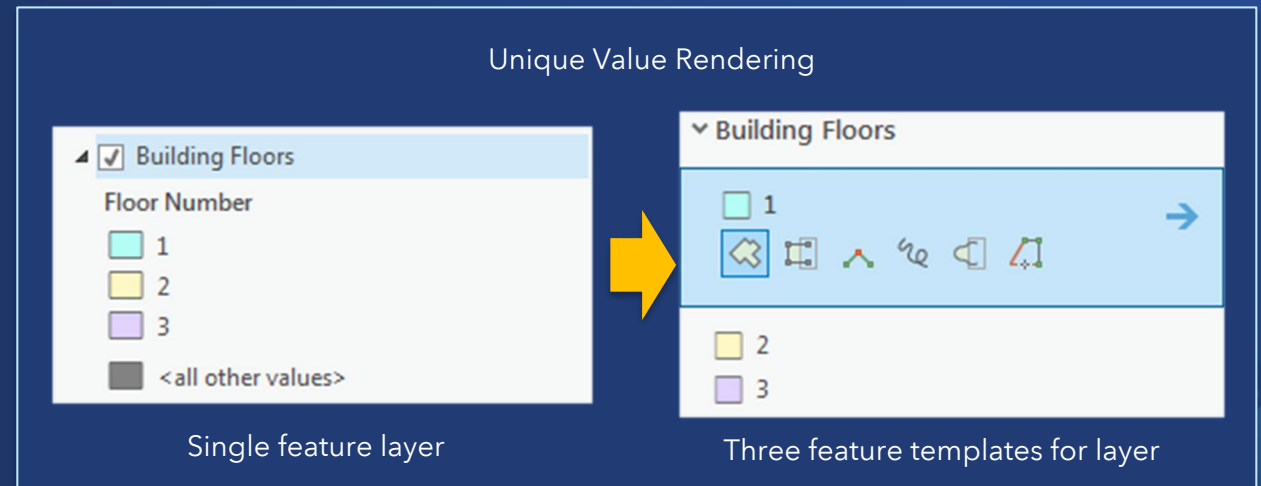 Unique Value Rendering
Building Floors
Floor Number
1
2
3
<all other values>
Single feature layer
Building Floors
1
2
3
Three feature templates for layer